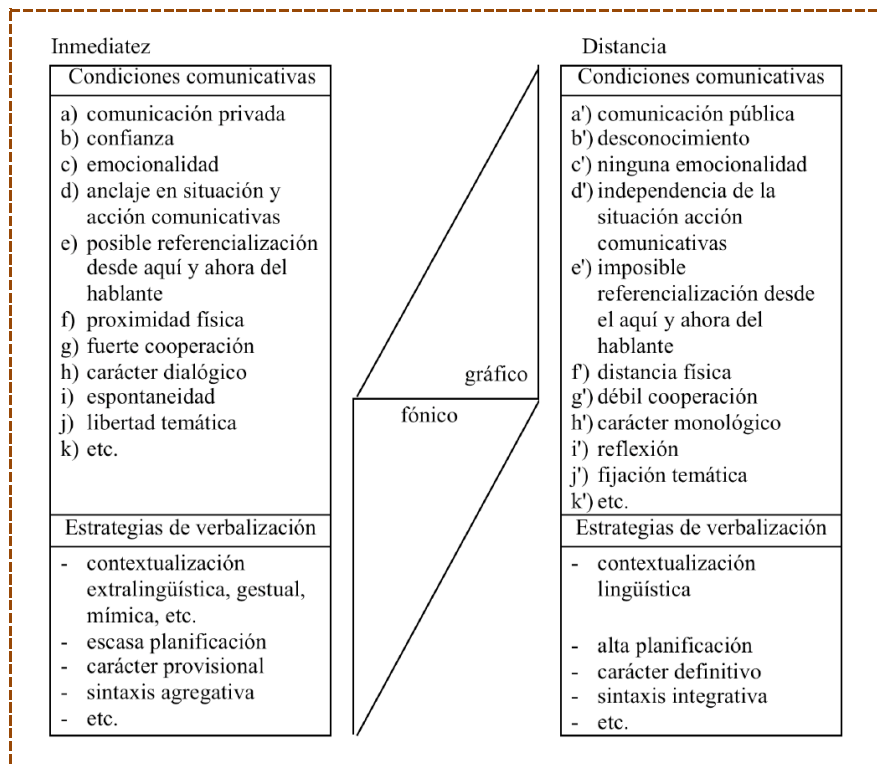 Inmediatez
Condiciones comunicativas
a) comunicación privada
b) confianza
c) emocionalidad
d) anclaje en situación y
acción comunicativas
e) posible referencialización
desde aquí y ahora del
hablante
f) proximidad física
g) fuerte cooperación
h) carácter dialógico
i) espontaneidad
j) libertad temática
k) etc.
Estrategias de verbalización
- contextualización
extralingüística, gestual,
mímica, etc.
- escasa planificación
- carácter provisional
- sintaxis agregativa
- etc.
gráfico
fónico
Distancia
Condiciones comunicativas
a') comunicación pública
b') desconocimiento
c') ninguna emocionalidad
d') independencia de la
situación acción
comunicativas
e') imposible
referencialización desde
el aquí y ahora del
hablante
f') distancia física
g') débil cooperación
h') carácter monológico
i') reflexión
j') fijación temática
k') etc.
Estrategias de verbalización
- contextualización
lingüística
- alta planificación
- carácter definitivo
- sintaxis integrativa
- etc.